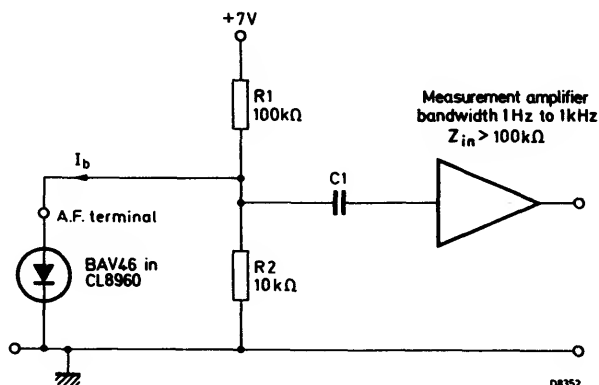 +7V
R1
100kΩ
Measurement amplifier
bandwidth 1Hz to 1kHz
Zin > 100kΩ
Ib
C1
A.F. terminal
BAV46 in
CL8960
R2
10kΩ
D8352